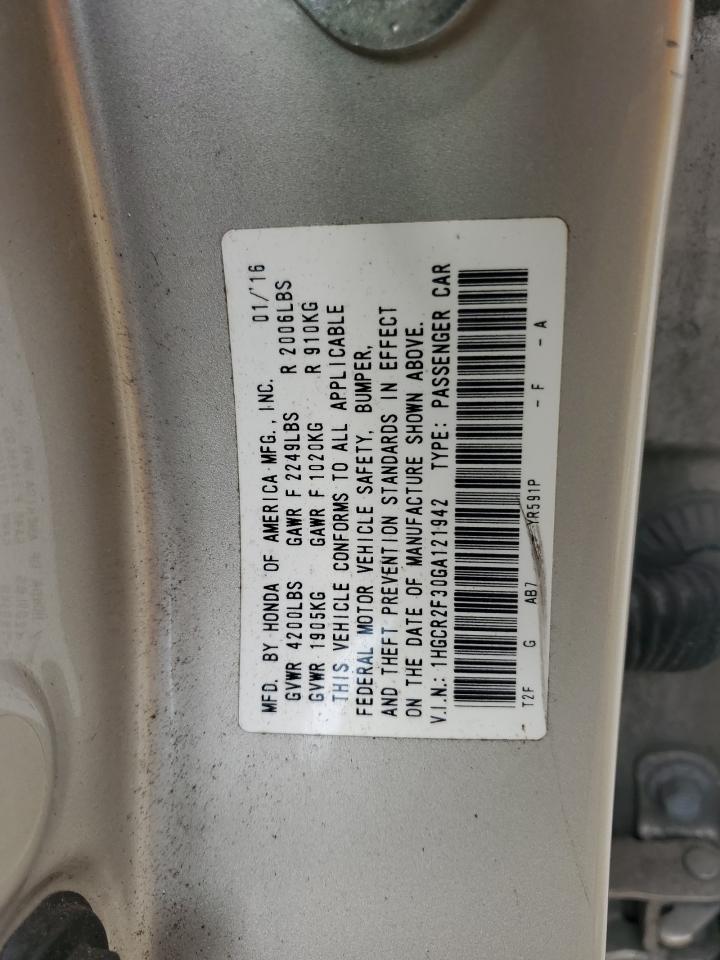 MFD. BY HONDA OF AMERICA MFG., INC. 01/'16
GVWR 4200LBS GAWR F 2249LBS R 2006LBS
GVWR 1905KG GAWR F 1020KG R 910KG
THIS VEHICLE CONFORMS TO ALL APPLICABLE
FEDERAL MOTOR VEHICLE SAFETY, BUMPER,
AND THEFT PREVENTION STANDARDS IN EFFECT
ON THE DATE OF MANUFACTURE SHOWN ABOVE.
V.I.N.: 1HGCR2F30GA121942 TYPE: PASSENGER CAR
T2F G AB7 YR591P - F - A